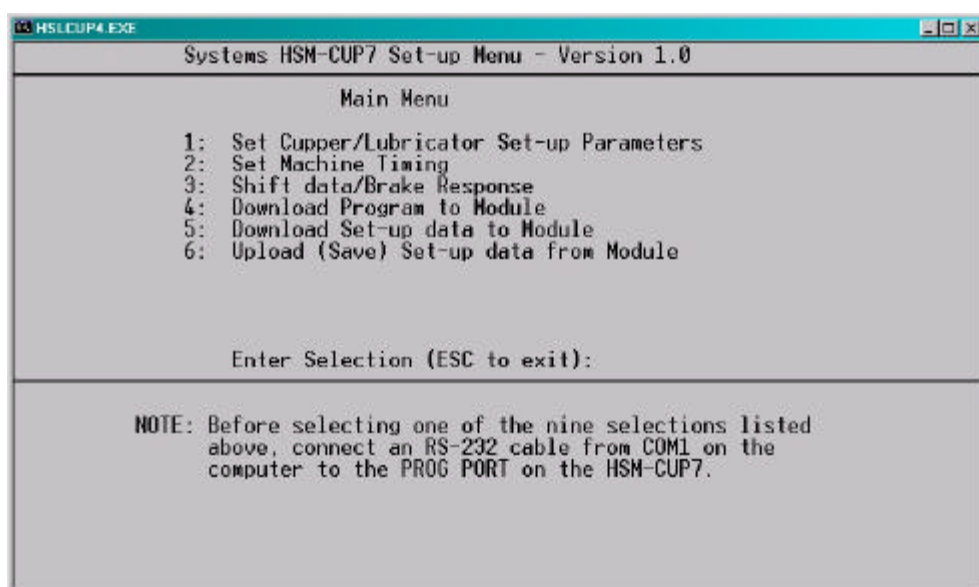 HSLCUP4.EXE
Systems HSM-CUP7 Set-up Menu - Version 1.0
Main Menu
1: Set Cupper/Lubricator Set-up Parameters
2: Set Machine Timing
3: Shift data/Brake Response
4: Download Program to Module
5: Download Set-up data to Module
6: Upload (Save) Set-up data from Module
Enter Selection (ESC to exit):
NOTE: Before selecting one of the nine selections listed
above, connect an RS-232 cable from COM1 on the
computer to the PROG PORT on the HSM-CUP7.